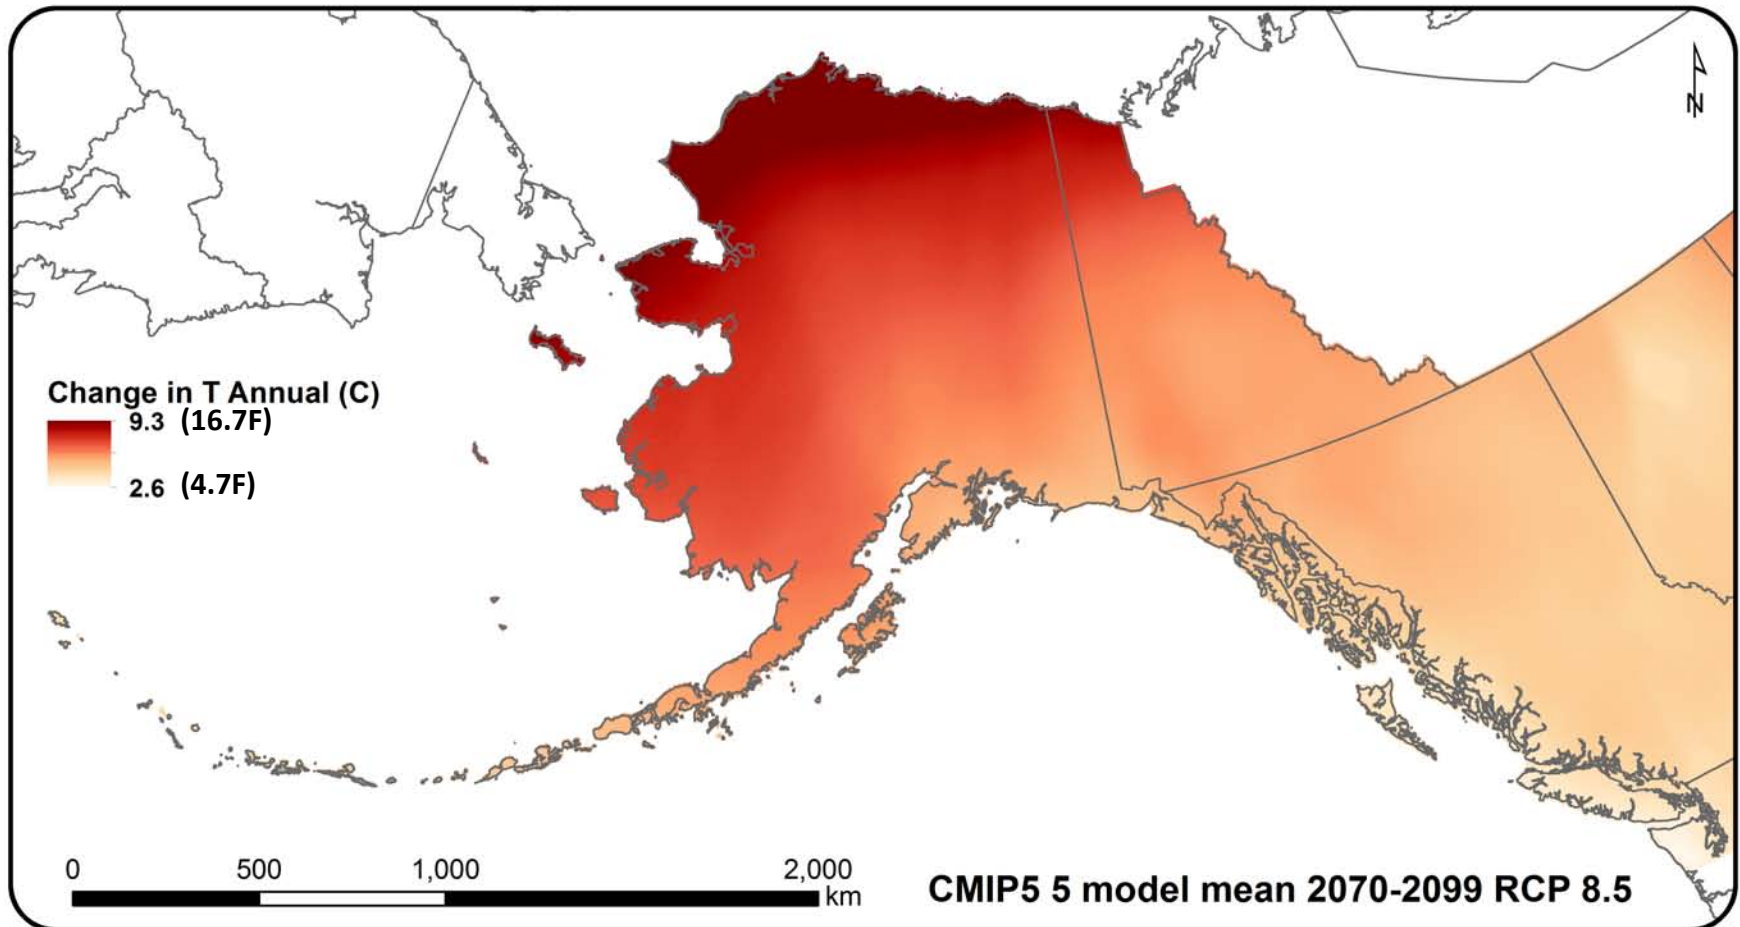 N
Change in T Annual (C)
9.3 (16.7F)
2.6 (4.7F)
0 500 1,000 2,000
km
CMIP5 5 model mean 2070-2099 RCP 8.5